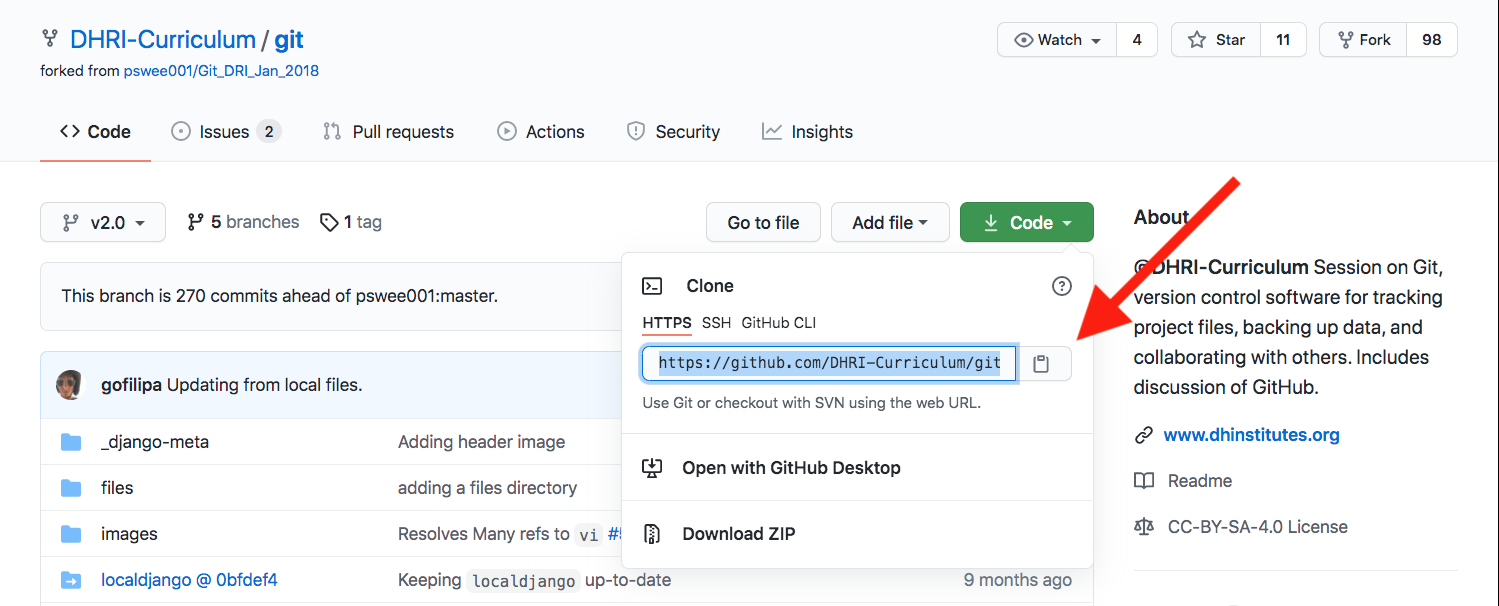 DHRI-Curriculum / git
Watch 4
Star 11
Fork 98
forked from pswee001/Git_DRI_Jan_2018
Code
Issues 2
Pull requests
Actions
Security
Insights
v2.0
5 branches
1 tag
Go to file
Add file
Code
About
This branch is 270 commits ahead of pswee001:master.
Clone
HTTPS SSH GitHub CLI
https://github.com/DHRI-Curriculum/git
Use Git or checkout with SVN using the web URL.
Open with GitHub Desktop
Download ZIP
@DHRI-Curriculum Session on Git,
version control software for tracking
project files, backing up data, and
collaborating with others. Includes
discussion of GitHub.
www.dhinstitutes.org
Readme
CC-BY-SA-4.0 License
gofilipa Updating from local files.
_django-meta Adding header image
files adding a files directory
images Resolves Many refs to vi
localdjango @ 0bfdef4 Keeping localdjango up-to-date 9 months ago